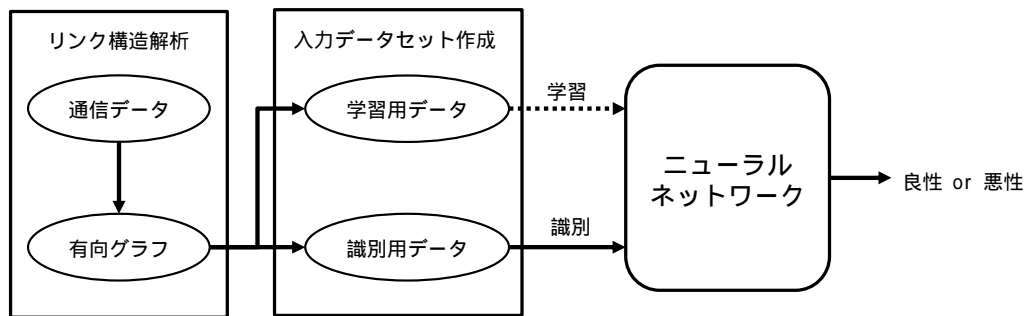 リンク構造解析
通信データ
有向グラフ
入力データセット作成
学習用データ
識別用データ
学習
識別
ニューラル
ネットワーク
良性 or 悪性